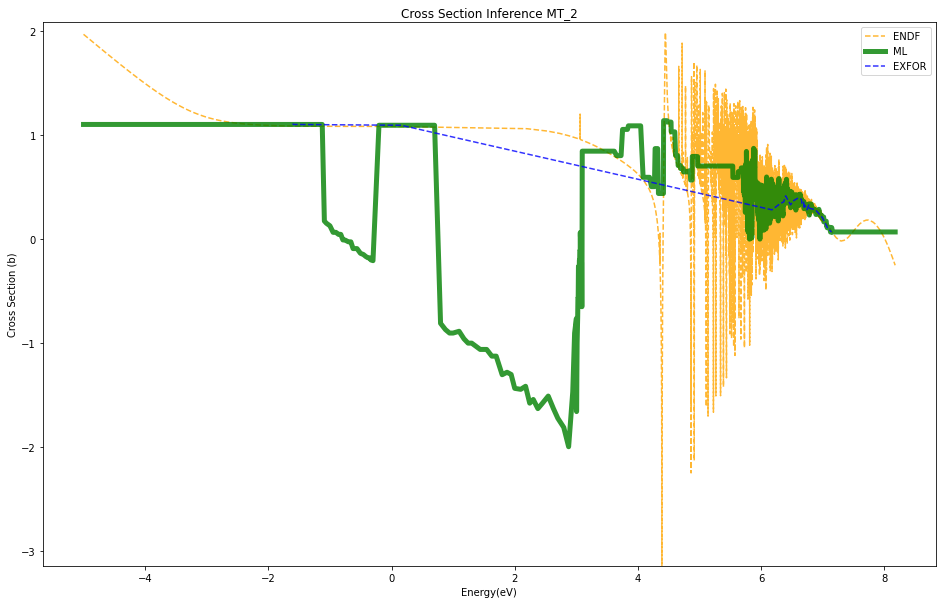 Cross Section Inference MT_2
ENDF
ML
EXFOR
Cross Section (b)
2
1
0
−1
−2
−3
−4
−2
0
2
4
6
8
Energy(eV)